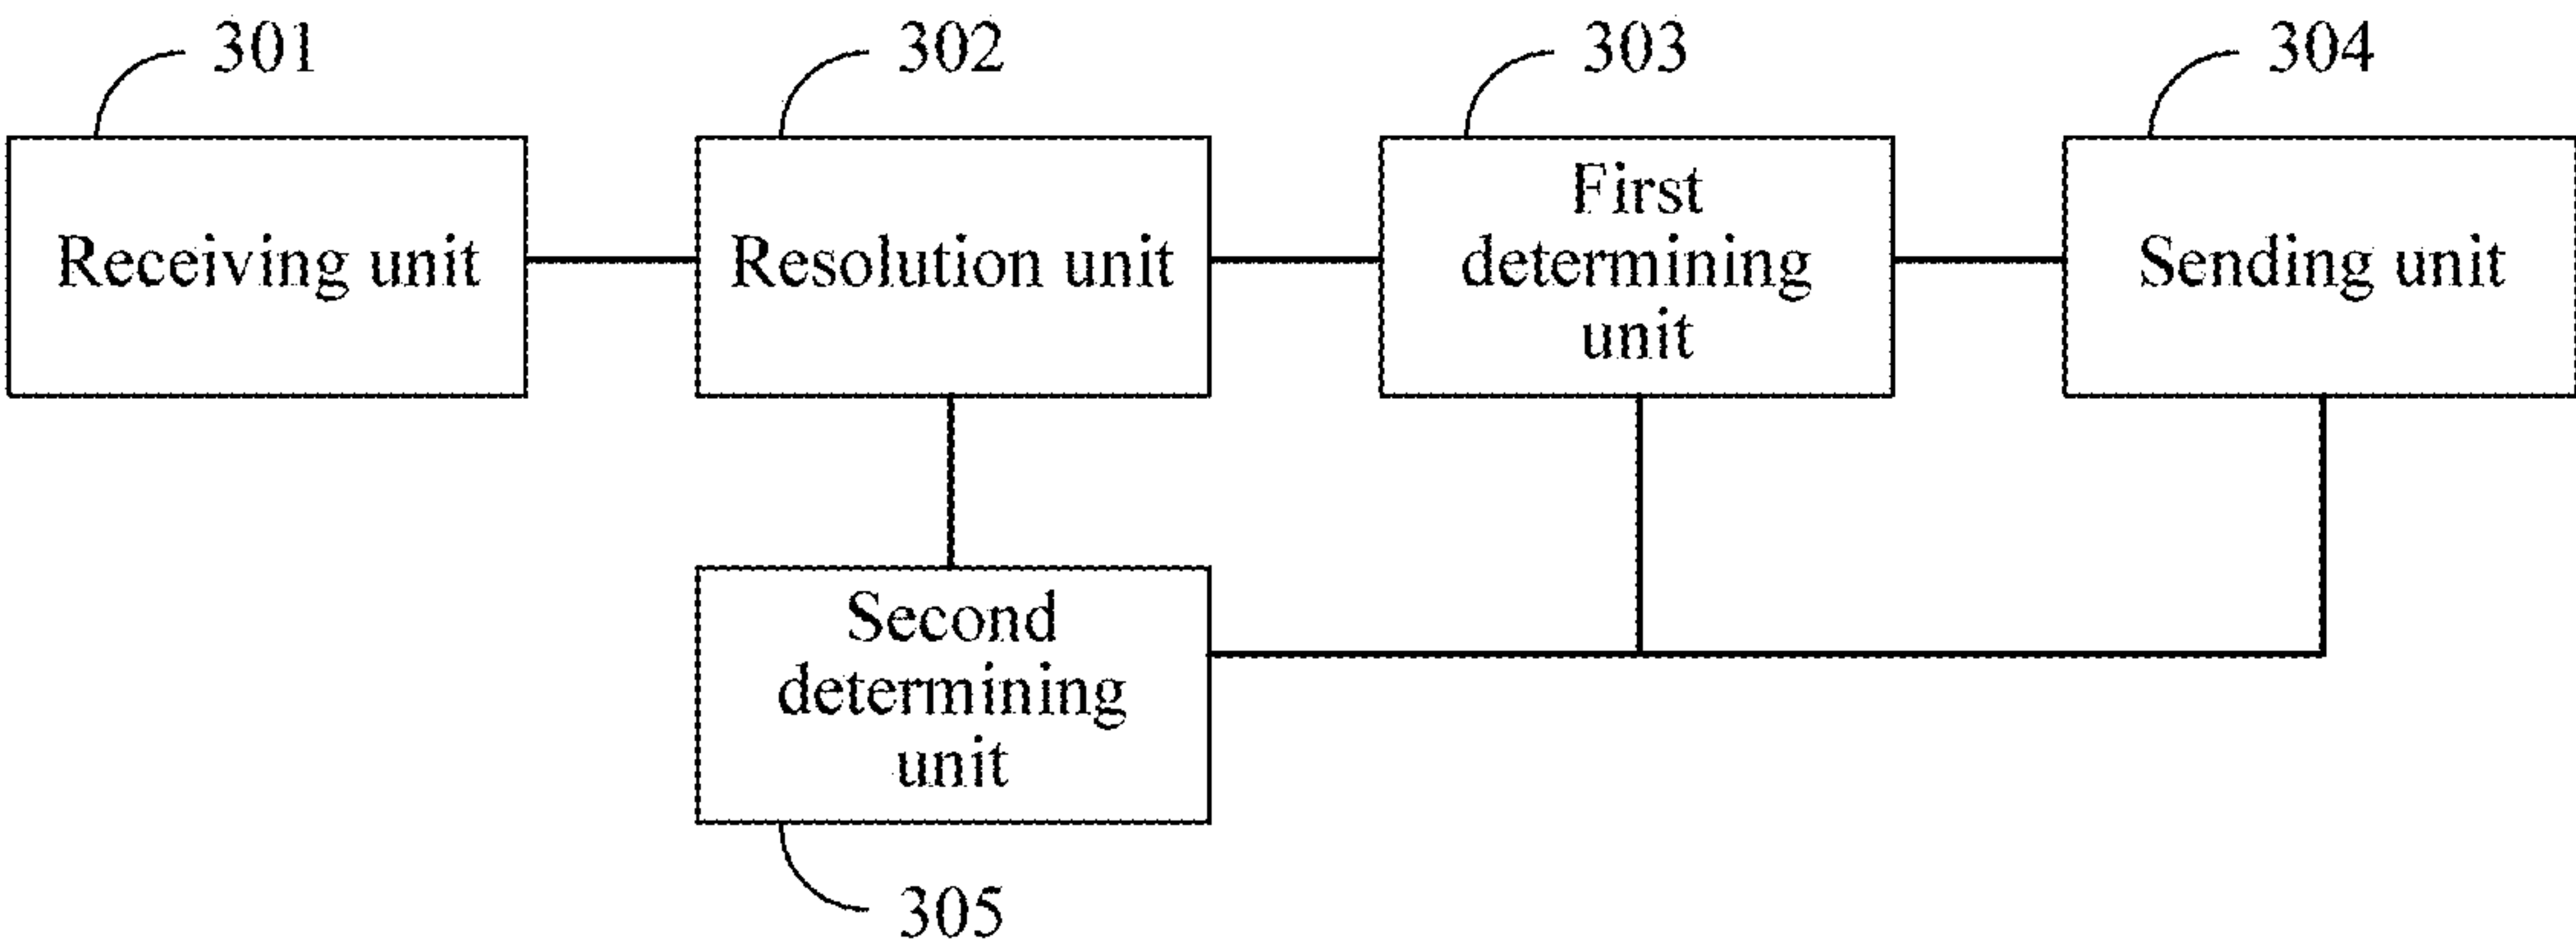 301
302
303
304
Receiving unit
Resolution unit
First
determining
unit
Sending unit
Second
determining
unit
305